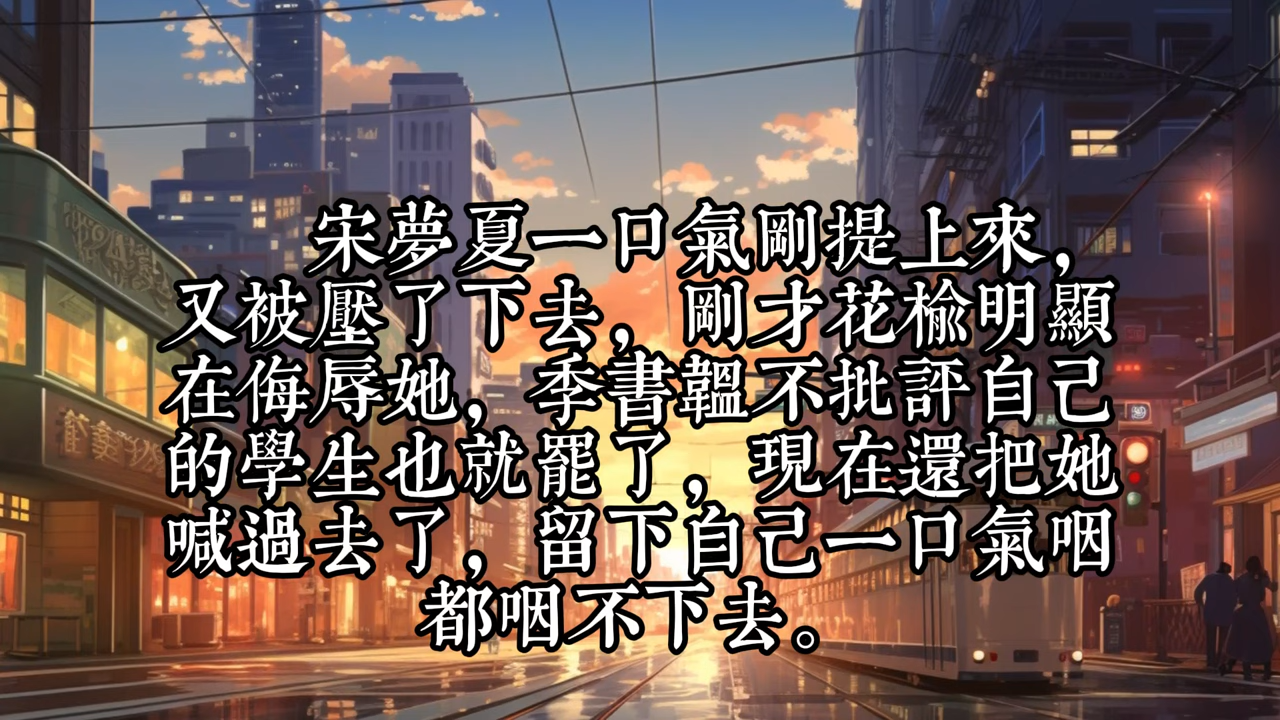 宋夢夏一口氣剛提上來，
又被壓了下去，剛才花楡明顯
在侮辱她，季書韞不批評自己
的學生也就罷了，現在還把她
喊過去了，留下自己一口氣咽
都咽不下去。